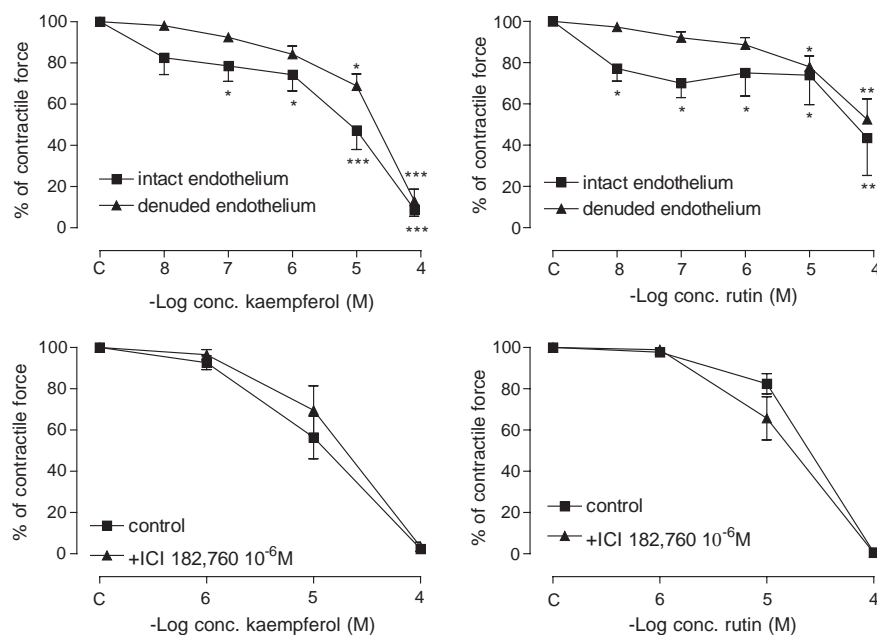 100
80
60
40
20
0
% of contractile force
*
*
*
***
***
***
intact endothelium
denuded endothelium
C 8 7 6 5 4
-Log conc. kaempferol (M)
100
80
60
40
20
0
% of contractile force
*
*
*
*
*
**
**
intact endothelium
denuded endothelium
C 8 7 6 5 4
-Log conc. rutin (M)
100
80
60
40
20
0
% of contractile force
control
+ICI 182,760 10⁻⁶M
C 6 5 4
-Log conc. kaempferol (M)
100
80
60
40
20
0
% of contractile force
control
+ICI 182,760 10⁻⁶M
C 6 5 4
-Log conc. rutin (M)